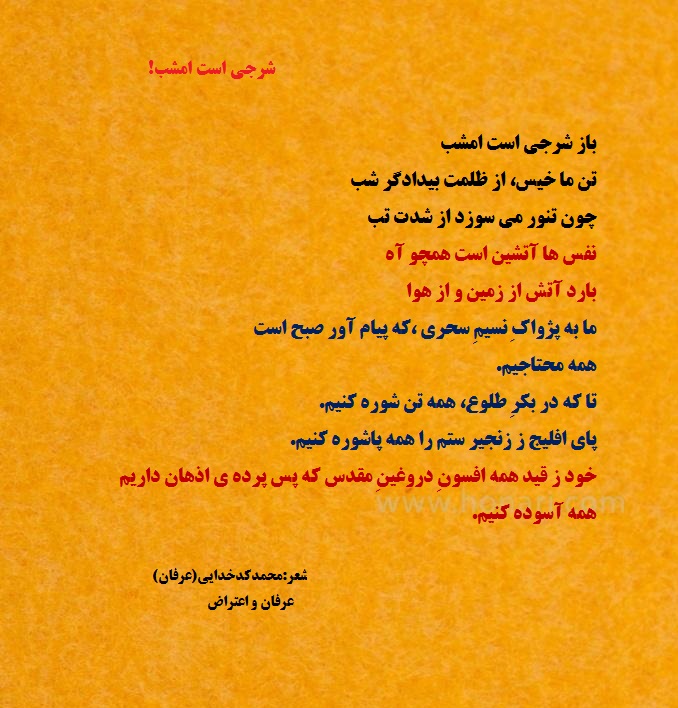 شرجی است امشب!
باز شرجی است امشب
تن ما خیس، از ظلمت بیدادگر شب
چون تنور می سوزد از شدت تب
نفس ها آتشین است همچو آه
بارد آتش از زمین و از هوا
ما به پژواکِ نسیمِ سحری ،که پیام آور صبح است
همه محتاجیم.
تا که در بکرِ طلوع، همه تن شوره کنیم.
پای افلیج ز زنجیر ستم را همه پاشوره کنیم.
خود ز قید همه افسونِ دروغینِ مقدس که پس پرده ی اذهان داریم
همه آسوده کنیم.
شعر:محمدکدخدایی(عرفان)
عرفان و اعتراض